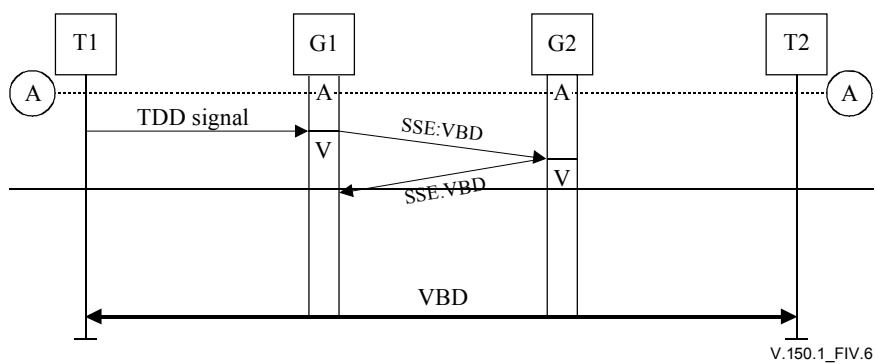 T1 G1 G2 T2
A A A A
TDD signal
SSE:VBD
V
V
SSE:VBD
VBD
V.150.1_FIV.6